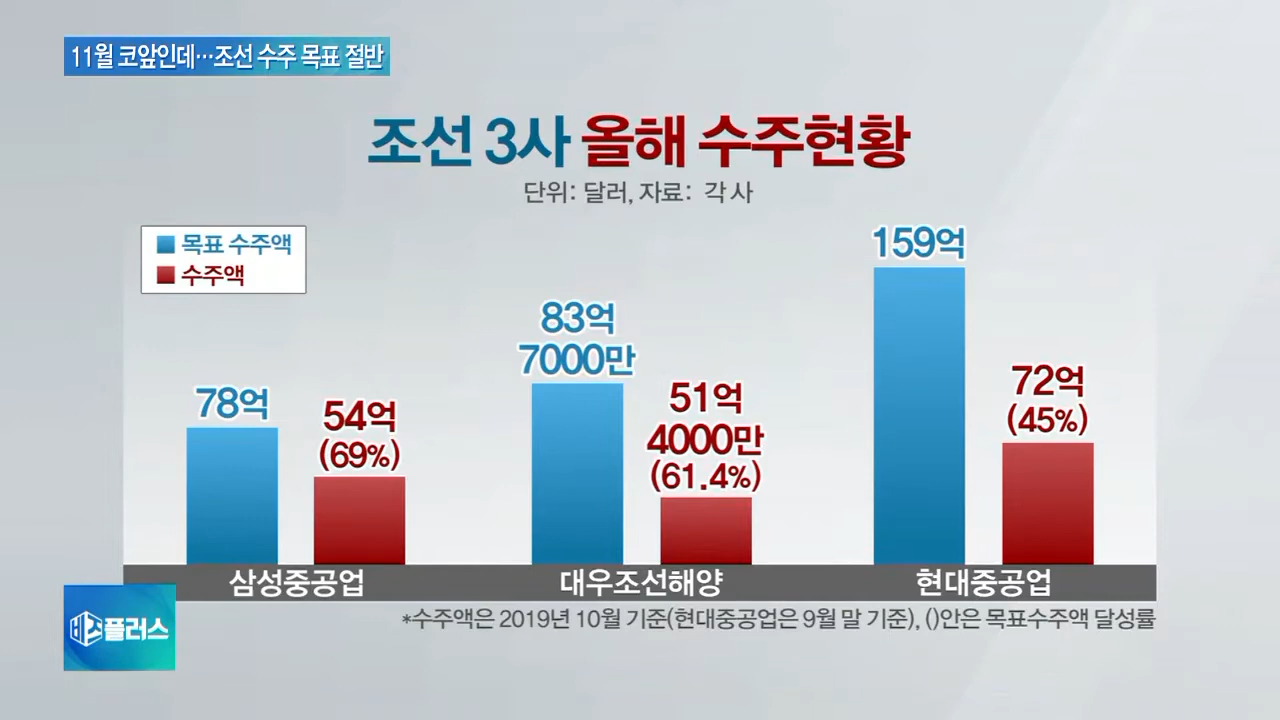 11월 코앞인데…조선 수주 목표 절반
조선 3사 올해 수주현황
단위: 달러, 자료: 각 사
목표 수주액
수주액
78억
54억
(69%)
83억
7000만
51억
4000만
(61.4%)
159억
72억
(45%)
삼성중공업
대우조선해양
현대중공업
*수주액은 2019년 10월 기준(현대중공업은 9월 말 기준), ()안은 목표수주액 달성률
비즈플러스